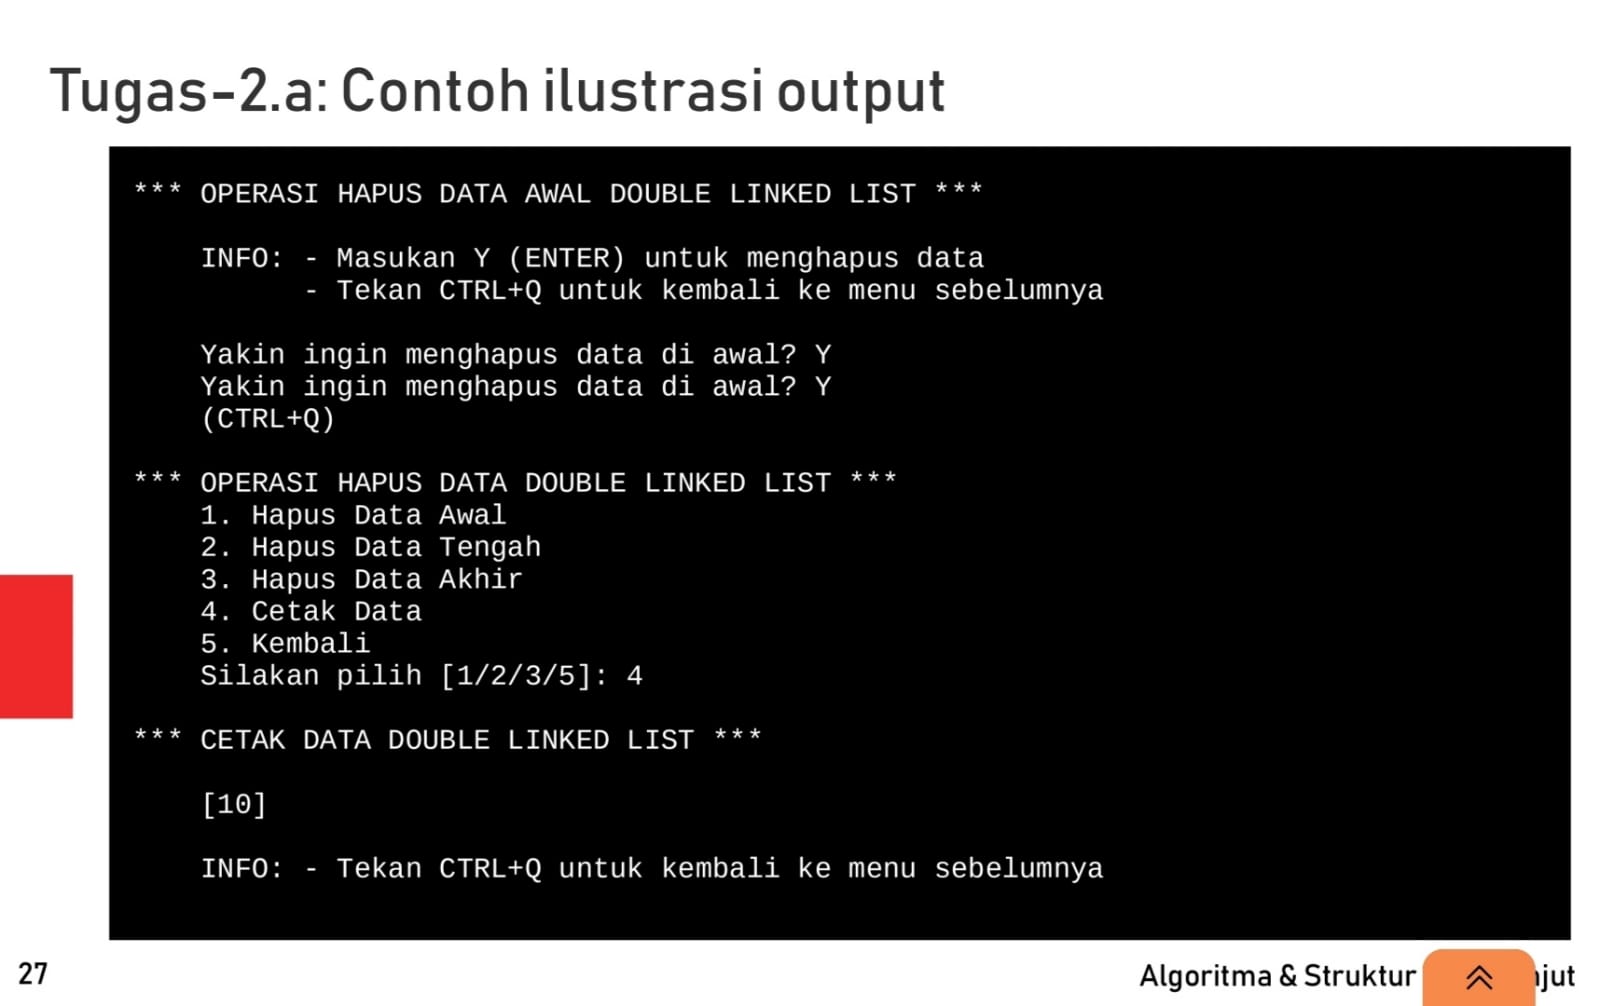 Tugas-2.a: Contoh ilustrasi output
*** OPERASI HAPUS DATA AWAL DOUBLE LINKED LIST ***
INFO: - Masukan Y (ENTER) untuk menghapus data
- Tekan CTRL+Q untuk kembali ke menu sebelumnya
Yakin ingin menghapus data di awal? Y
Yakin ingin menghapus data di awal? Y
(CTRL+Q)
*** OPERASI HAPUS DATA DOUBLE LINKED LIST ***
1. Hapus Data Awal
2. Hapus Data Tengah
3. Hapus Data Akhir
4. Cetak Data
5. Kembali
Silakan pilih [1/2/3/5]: 4
*** CETAK DATA DOUBLE LINKED LIST ***
[10]
INFO: - Tekan CTRL+Q untuk kembali ke menu sebelumnya
27
Algoritma & Struktur